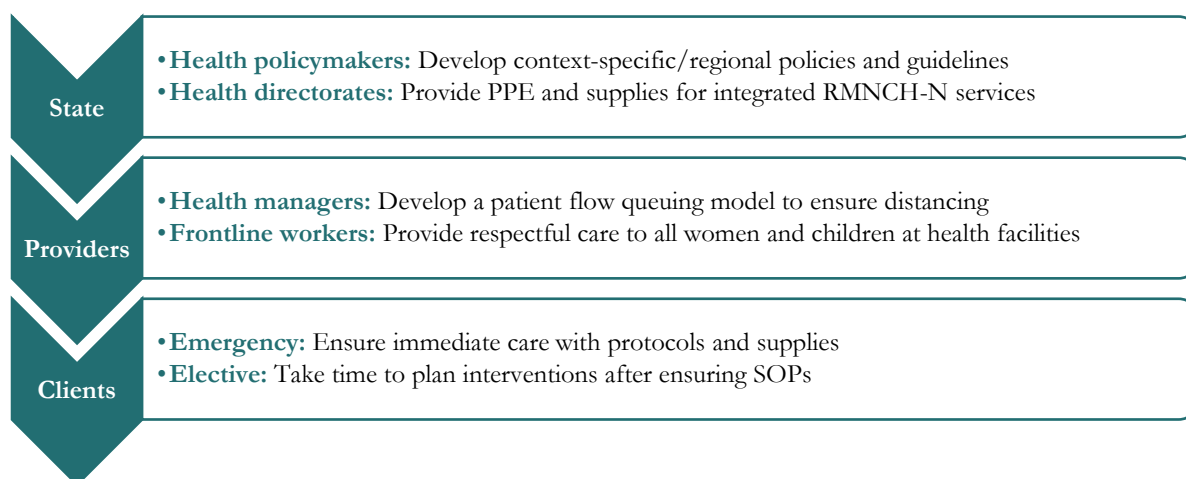 State
•Health policymakers: Develop context-specific/regional policies and guidelines
•Health directorates: Provide PPE and supplies for integrated RMNCH-N services
Providers
•Health managers: Develop a patient flow queuing model to ensure distancing
•Frontline workers: Provide respectful care to all women and children at health facilities
Clients
•Emergency: Ensure immediate care with protocols and supplies
•Elective: Take time to plan interventions after ensuring SOPs